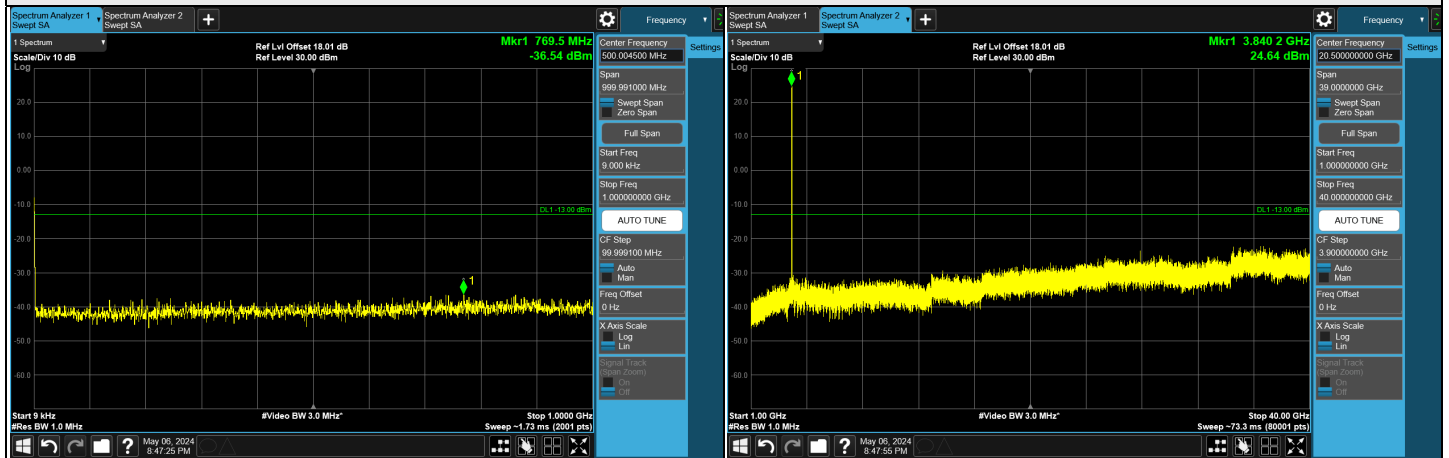 Spectrum Analyzer 1
Swept SA
Spectrum Analyzer 2
Swept SA
+
Frequency
1 Spectrum
Scale/Div 10 dB
Log
Ref Lvl Offset 18.01 dB
Ref Level 30.00 dBm
Mkr1 769.5 MHz
-36.54 dBm
20.0
10.0
0.00
-10.0
-20.0
-30.0
-40.0
-50.0
-60.0
DL1 -13.00 dBm
1
Start 9 kHz
#Res BW 1.0 MHz
#Video BW 3.0 MHz*
Stop 1.0000 GHz
Sweep ~1.73 ms (2001 pts)
Center Frequency
500.004500 MHz
Settings
Span
999.991000 MHz
Swept Span
Zero Span
Full Span
Start Freq
9.000 kHz
Stop Freq
1.000000000 GHz
AUTO TUNE
CF Step
99.999100 MHz
Auto
Man
Freq Offset
0 Hz
X Axis Scale
Log
Lin
Signal Track
(Span Zoom)
On
Off
?
May 06, 2024
8:47:25 PM
Spectrum Analyzer 1
Swept SA
Spectrum Analyzer 2
Swept SA
+
Frequency
1 Spectrum
Scale/Div 10 dB
Log
Ref Lvl Offset 18.01 dB
Ref Level 30.00 dBm
Mkr1 3.840 2 GHz
24.64 dBm
1
20.0
10.0
0.00
-10.0
-20.0
-30.0
-40.0
-50.0
-60.0
DL1 -13.00 dBm
Start 1.00 GHz
#Res BW 1.0 MHz
#Video BW 3.0 MHz*
Stop 40.00 GHz
Sweep ~73.3 ms (80001 pts)
Center Frequency
20.50000000 GHz
Settings
Span
39.0000000 GHz
Swept Span
Zero Span
Full Span
Start Freq
1.000000000 GHz
Stop Freq
40.00000000 GHz
AUTO TUNE
CF Step
3.900000000 GHz
Auto
Man
Freq Offset
0 Hz
X Axis Scale
Log
Lin
Signal Track
(Span Zoom)
On
Off
?
May 06, 2024
8:47:55 PM